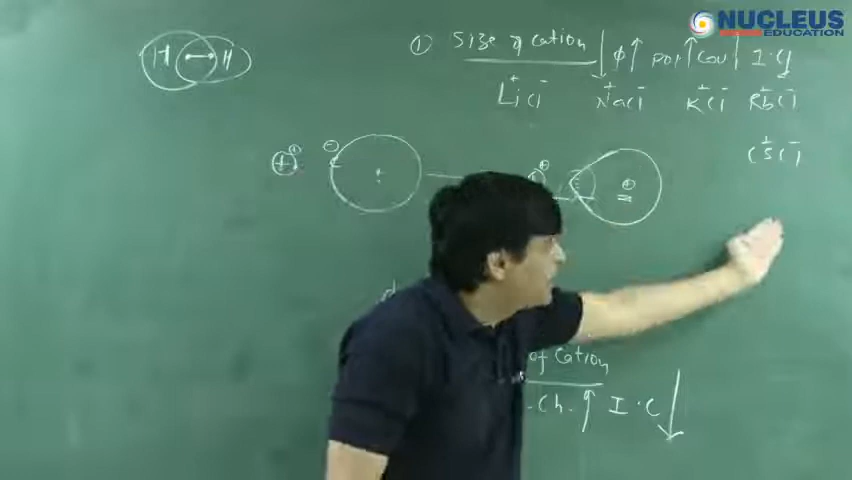 NUCLEUS
EDUCATION
H H
① Size of cation ↓ ϕ ↑ Pol ↑ Cov ↑ I.C ↓
Li⁺Cl⁻ Na⁺Cl⁻ K⁺Cl⁻ Rb⁺Cl⁻
Cs⁺Cl⁻
of Cation
. Ch. ↑ I.C ↓